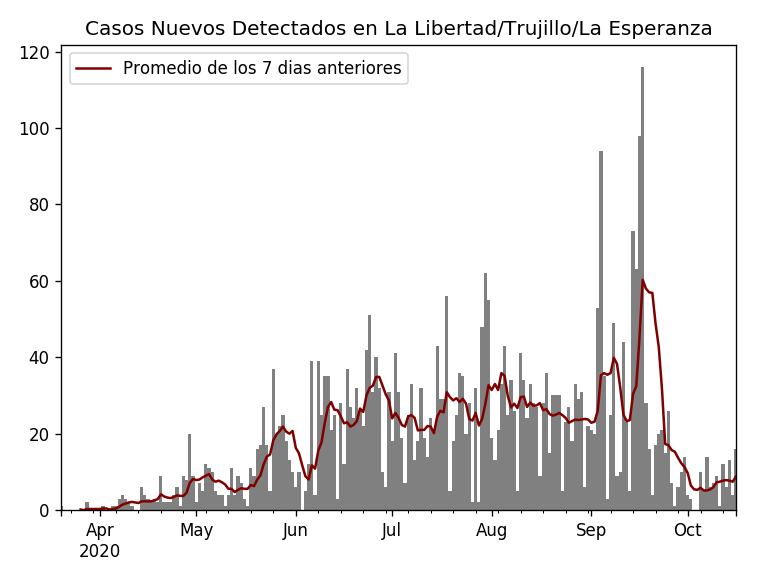 Casos Nuevos Detectados en La Libertad/Trujillo/La Esperanza
Promedio de los 7 dias anteriores
120
100
80
60
40
20
0
Apr May Jun Jul Aug Sep Oct
2020